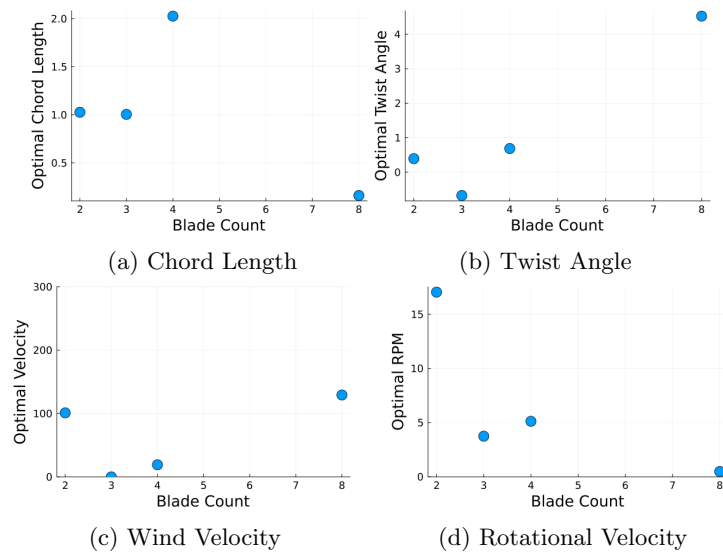 Optimal Chord Length
2.0
1.5
1.0
0.5
2 3 4 5 6 7 8
Blade Count
(a) Chord Length
Optimal Twist Angle
4
3
2
1
0
2 3 4 5 6 7 8
Blade Count
(b) Twist Angle
Optimal Velocity
300
200
100
0
2 3 4 5 6 7 8
Blade Count
(c) Wind Velocity
Optimal RPM
15
10
5
0
2 3 4 5 6 7 8
Blade Count
(d) Rotational Velocity